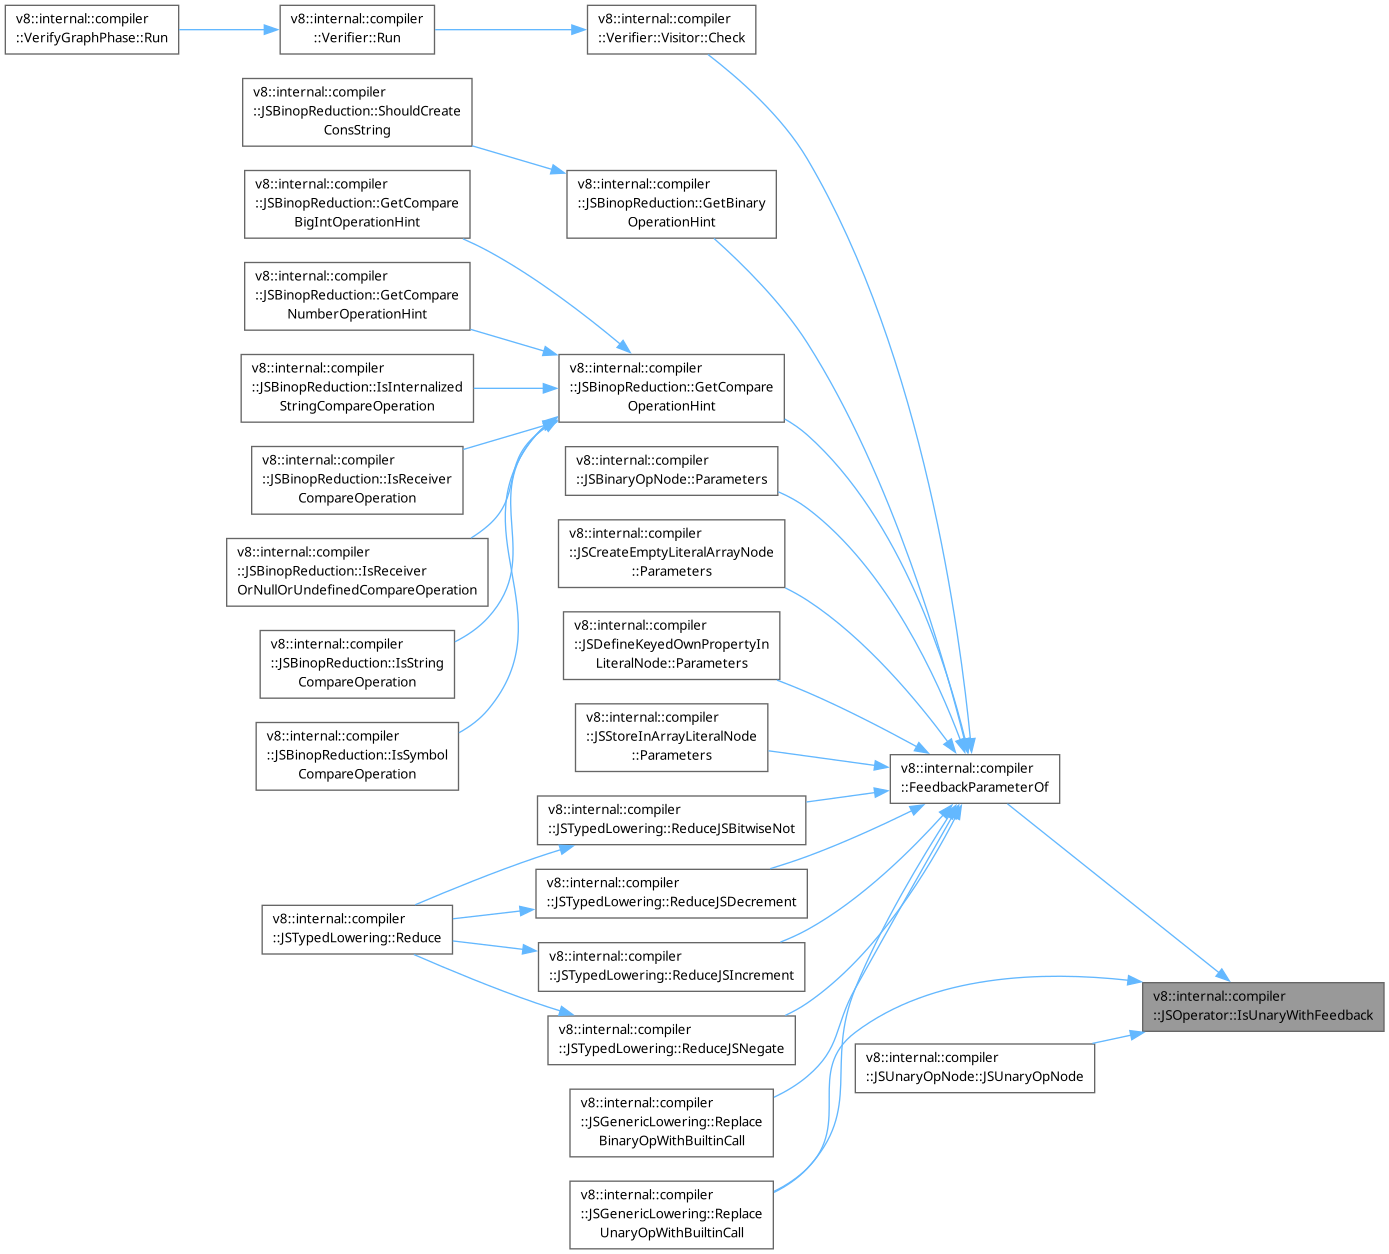 v8::internal::compiler
::VerifyGraphPhase::Run
v8::internal::compiler
::Verifier::Run
v8::internal::compiler
::Verifier::Visitor::Check
v8::internal::compiler
::JSBinopReduction::ShouldCreate
ConsString
v8::internal::compiler
::JSBinopReduction::GetCompare
BigIntOperationHint
v8::internal::compiler
::JSBinopReduction::GetBinary
OperationHint
v8::internal::compiler
::JSBinopReduction::GetCompare
NumberOperationHint
v8::internal::compiler
::JSBinopReduction::IsInternalized
StringCompareOperation
v8::internal::compiler
::JSBinopReduction::GetCompare
OperationHint
v8::internal::compiler
::JSBinopReduction::IsReceiver
CompareOperation
v8::internal::compiler
::JSBinaryOpNode::Parameters
v8::internal::compiler
::JSBinopReduction::IsReceiver
OrNullOrUndefinedCompareOperation
v8::internal::compiler
::JSCreateEmptyLiteralArrayNode
::Parameters
v8::internal::compiler
::JSBinopReduction::IsString
CompareOperation
v8::internal::compiler
::JSDefineKeyedOwnPropertyIn
LiteralNode::Parameters
v8::internal::compiler
::JSBinopReduction::IsSymbol
CompareOperation
v8::internal::compiler
::JSStoreInArrayLiteralNode
::Parameters
v8::internal::compiler
::FeedbackParameterOf
v8::internal::compiler
::JSTypedLowering::ReduceJSBitwiseNot
v8::internal::compiler
::JSTypedLowering::ReduceJSDecrement
v8::internal::compiler
::JSTypedLowering::Reduce
v8::internal::compiler
::JSTypedLowering::ReduceJSIncrement
v8::internal::compiler
::JSOperator::IsUnaryWithFeedback
v8::internal::compiler
::JSTypedLowering::ReduceJSNegate
v8::internal::compiler
::JSUnaryOpNode::JSUnaryOpNode
v8::internal::compiler
::JSGenericLowering::Replace
BinaryOpWithBuiltinCall
v8::internal::compiler
::JSGenericLowering::Replace
UnaryOpWithBuiltinCall